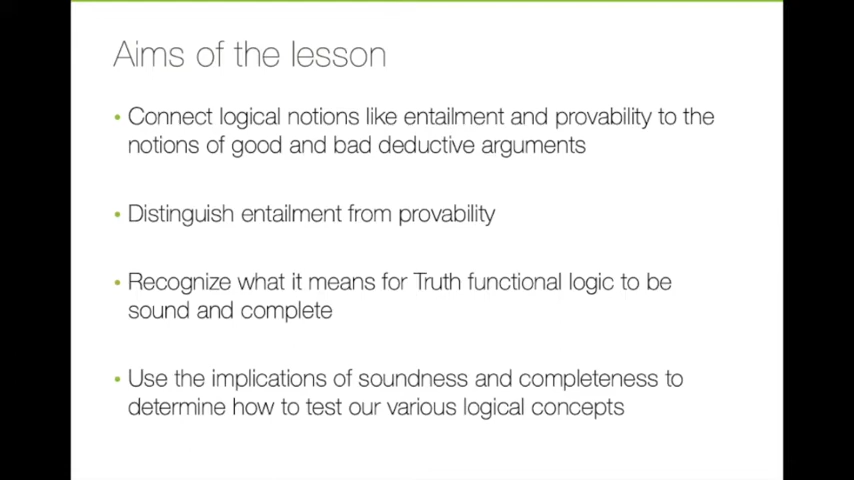 Aims of the lesson
• Connect logical notions like entailment and provability to the
notions of good and bad deductive arguments
• Distinguish entailment from provability
• Recognize what it means for Truth functional logic to be
sound and complete
• Use the implications of soundness and completeness to
determine how to test our various logical concepts